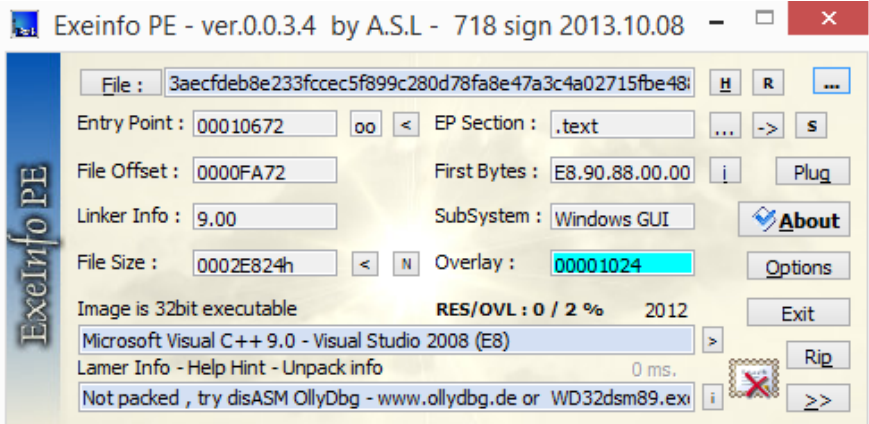 Exeinfo PE - ver.0.0.3.4 by A.S.L - 718 sign 2013.10.08
ExeInfo PE
File : 3aecfdeb8e233fccec5f899c280d78fa8e47a3c4a02715fbe48 H R ...
Entry Point : 00010672 oo < EP Section : .text ... -> S
File Offset : 0000FA72 First Bytes : E8.90.88.00.00 i Plug
Linker Info : 9.00 SubSystem : Windows GUI About
File Size : 0002E824h < N Overlay : 00001024 Options
Image is 32bit executable RES/OVL : 0 / 2 % 2012 Exit
Microsoft Visual C++ 9.0 - Visual Studio 2008 (E8) >
Lamer Info - Help Hint - Unpack info 0 ms. Rip
Not packed , try disASM OllyDbg - www.ollydbg.de or WD32dsm89.ex i >>